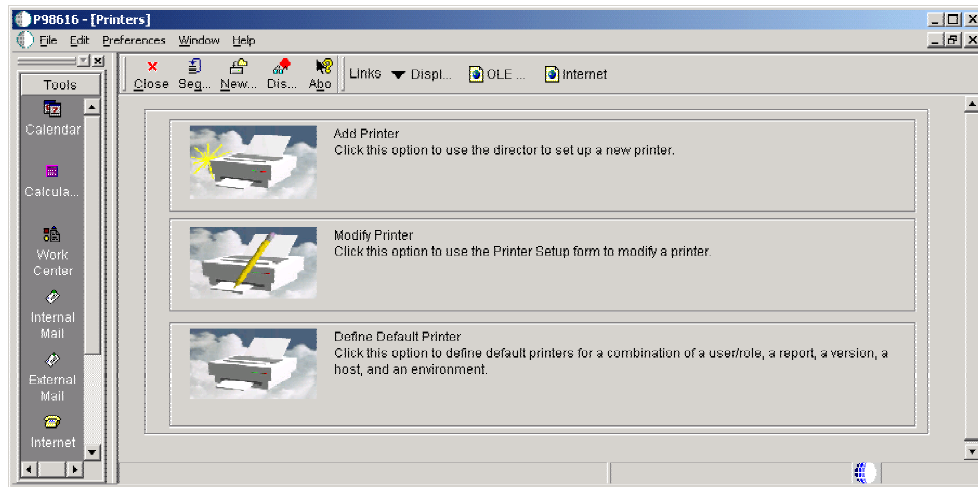 P98616 - [Printers]
File Edit Preferences Window Help
Tools
Calendar
Calcula...
Work
Center
Internal
Mail
External
Mail
Internet
Close Seq... New... Dis... Abo Links Displ... OLE ... Internet
Add Printer
Click this option to use the director to set up a new printer.
Modify Printer
Click this option to use the Printer Setup form to modify a printer.
Define Default Printer
Click this option to define default printers for a combination of a user/role, a report, a version, a
host, and an environment.